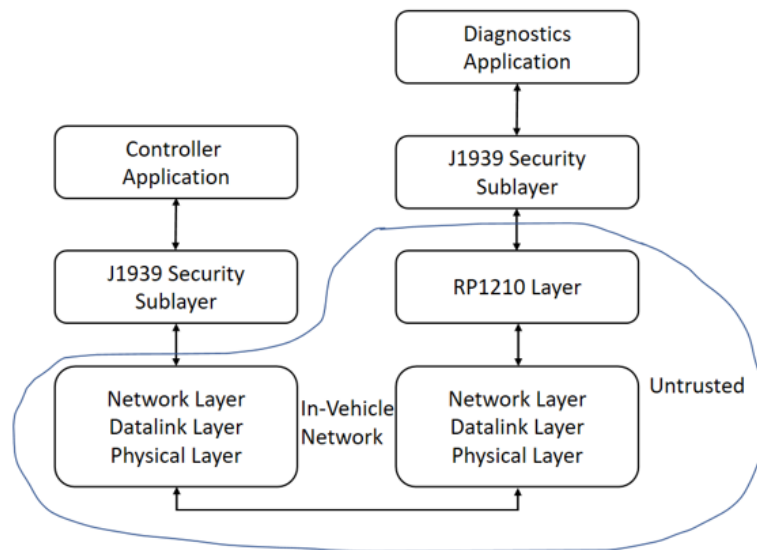 Diagnostics
Application
Controller
Application
J1939 Security
Sublayer
J1939 Security
Sublayer
RP1210 Layer
Network Layer
Datalink Layer
Physical Layer
In-Vehicle
Network
Network Layer
Datalink Layer
Physical Layer
Untrusted